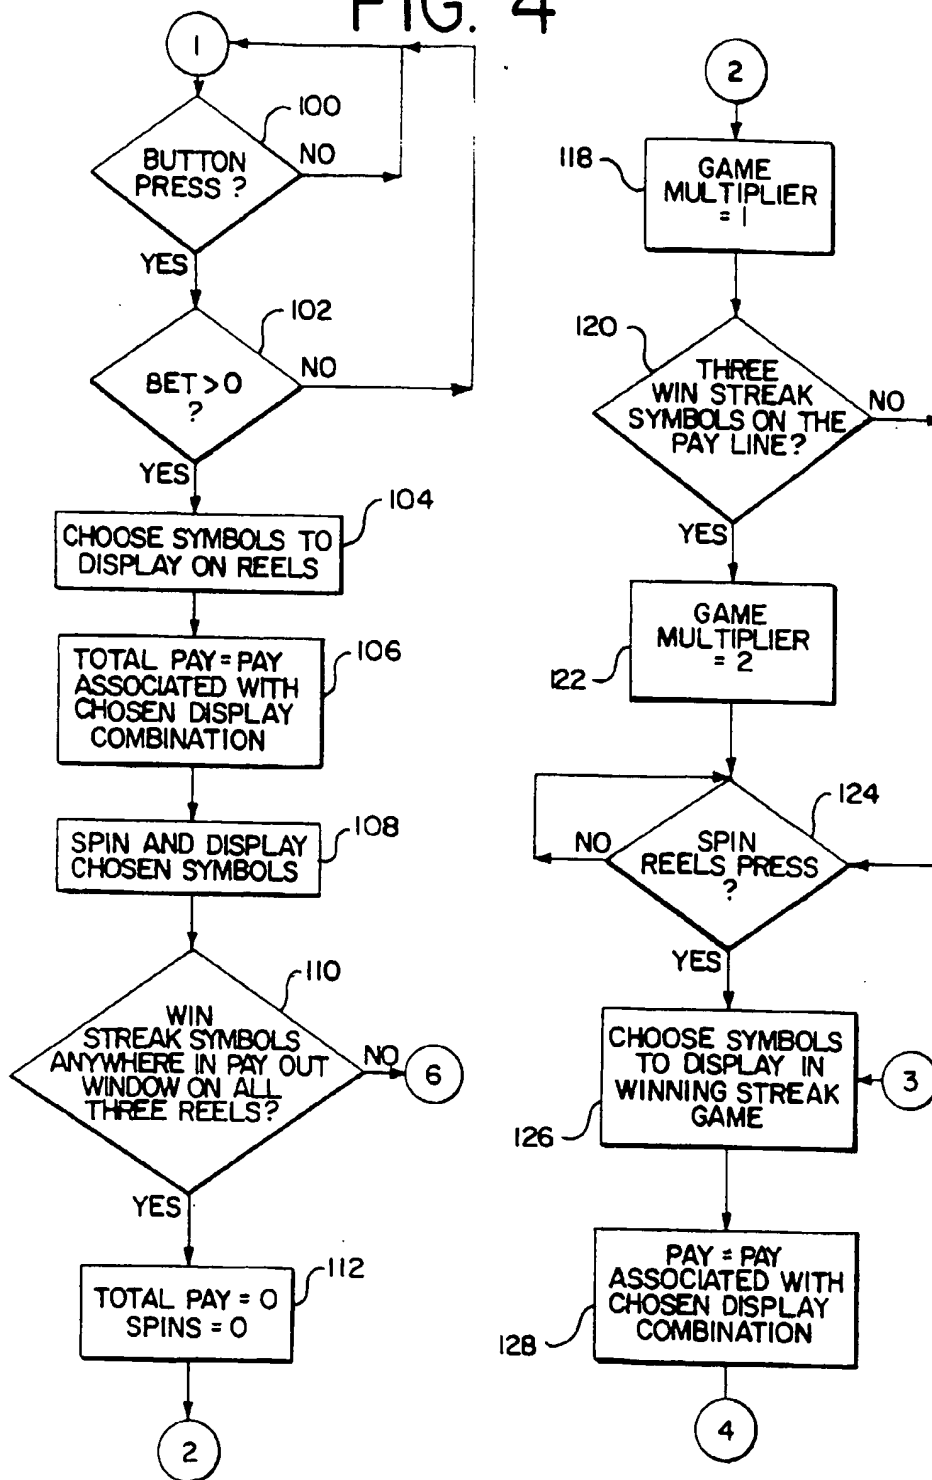 FIG. 4
1
100
BUTTON
PRESS ?
NO
YES
102
BET > 0
?
NO
YES
104
CHOOSE SYMBOLS TO
DISPLAY ON REELS
106
TOTAL PAY = PAY
ASSOCIATED WITH
CHOSEN DISPLAY
COMBINATION
108
SPIN AND DISPLAY
CHOSEN SYMBOLS
110
WIN
STREAK SYMBOLS
ANYWHERE IN PAY OUT
WINDOW ON ALL
THREE REELS?
NO
6
YES
112
TOTAL PAY = 0
SPINS = 0
2
2
118
GAME
MULTIPLIER
= 1
120
THREE
WIN STREAK
SYMBOLS ON THE
PAY LINE?
NO
YES
GAME
MULTIPLIER
= 2
122
124
SPIN
REELS PRESS
?
NO
YES
CHOOSE SYMBOLS
TO DISPLAY IN
WINNING STREAK
GAME
3
126
PAY = PAY
ASSOCIATED WITH
CHOSEN DISPLAY
COMBINATION
128
4